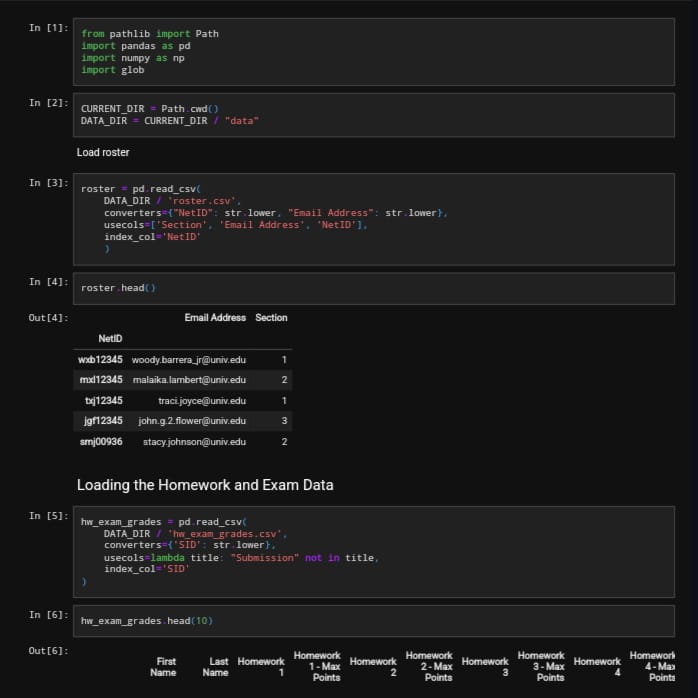 In [1]:
from pathlib import Path
import pandas as pd
import numpy as np
import glob
In [2]:
CURRENT_DIR = Path.cwd()
DATA_DIR = CURRENT_DIR / "data"
Load roster
In [3]:
roster = pd.read_csv(
    DATA_DIR / 'roster.csv',
    converters={"NetID": str.lower, "Email Address": str.lower},
    usecols=['Section', 'Email Address', 'NetID'],
    index_col='NetID'
    )
In [4]:
roster.head()
Out[4]:
Email Address Section
NetID
wxb12345 woody.barrera_jr@univ.edu 1
mxl12345 malaika.lambert@univ.edu 2
txj12345 traci.joyce@univ.edu 1
jgf12345 john.g.2.flower@univ.edu 3
smj00936 stacy.johnson@univ.edu 2
Loading the Homework and Exam Data
In [5]:
hw_exam_grades = pd.read_csv(
    DATA_DIR / 'hw_exam_grades.csv',
    converters={'SID': str.lower},
    usecols=lambda title: "Submission" not in title,
    index_col='SID'
)
In [6]:
hw_exam_grades.head(10)
Out[6]:
First Name
Last Name
Homework 1
Homework 1 - Max Points
Homework 2
Homework 2 - Max Points
Homework 3
Homework 3 - Max Points
Homework 4
Homework 4 - Max Points